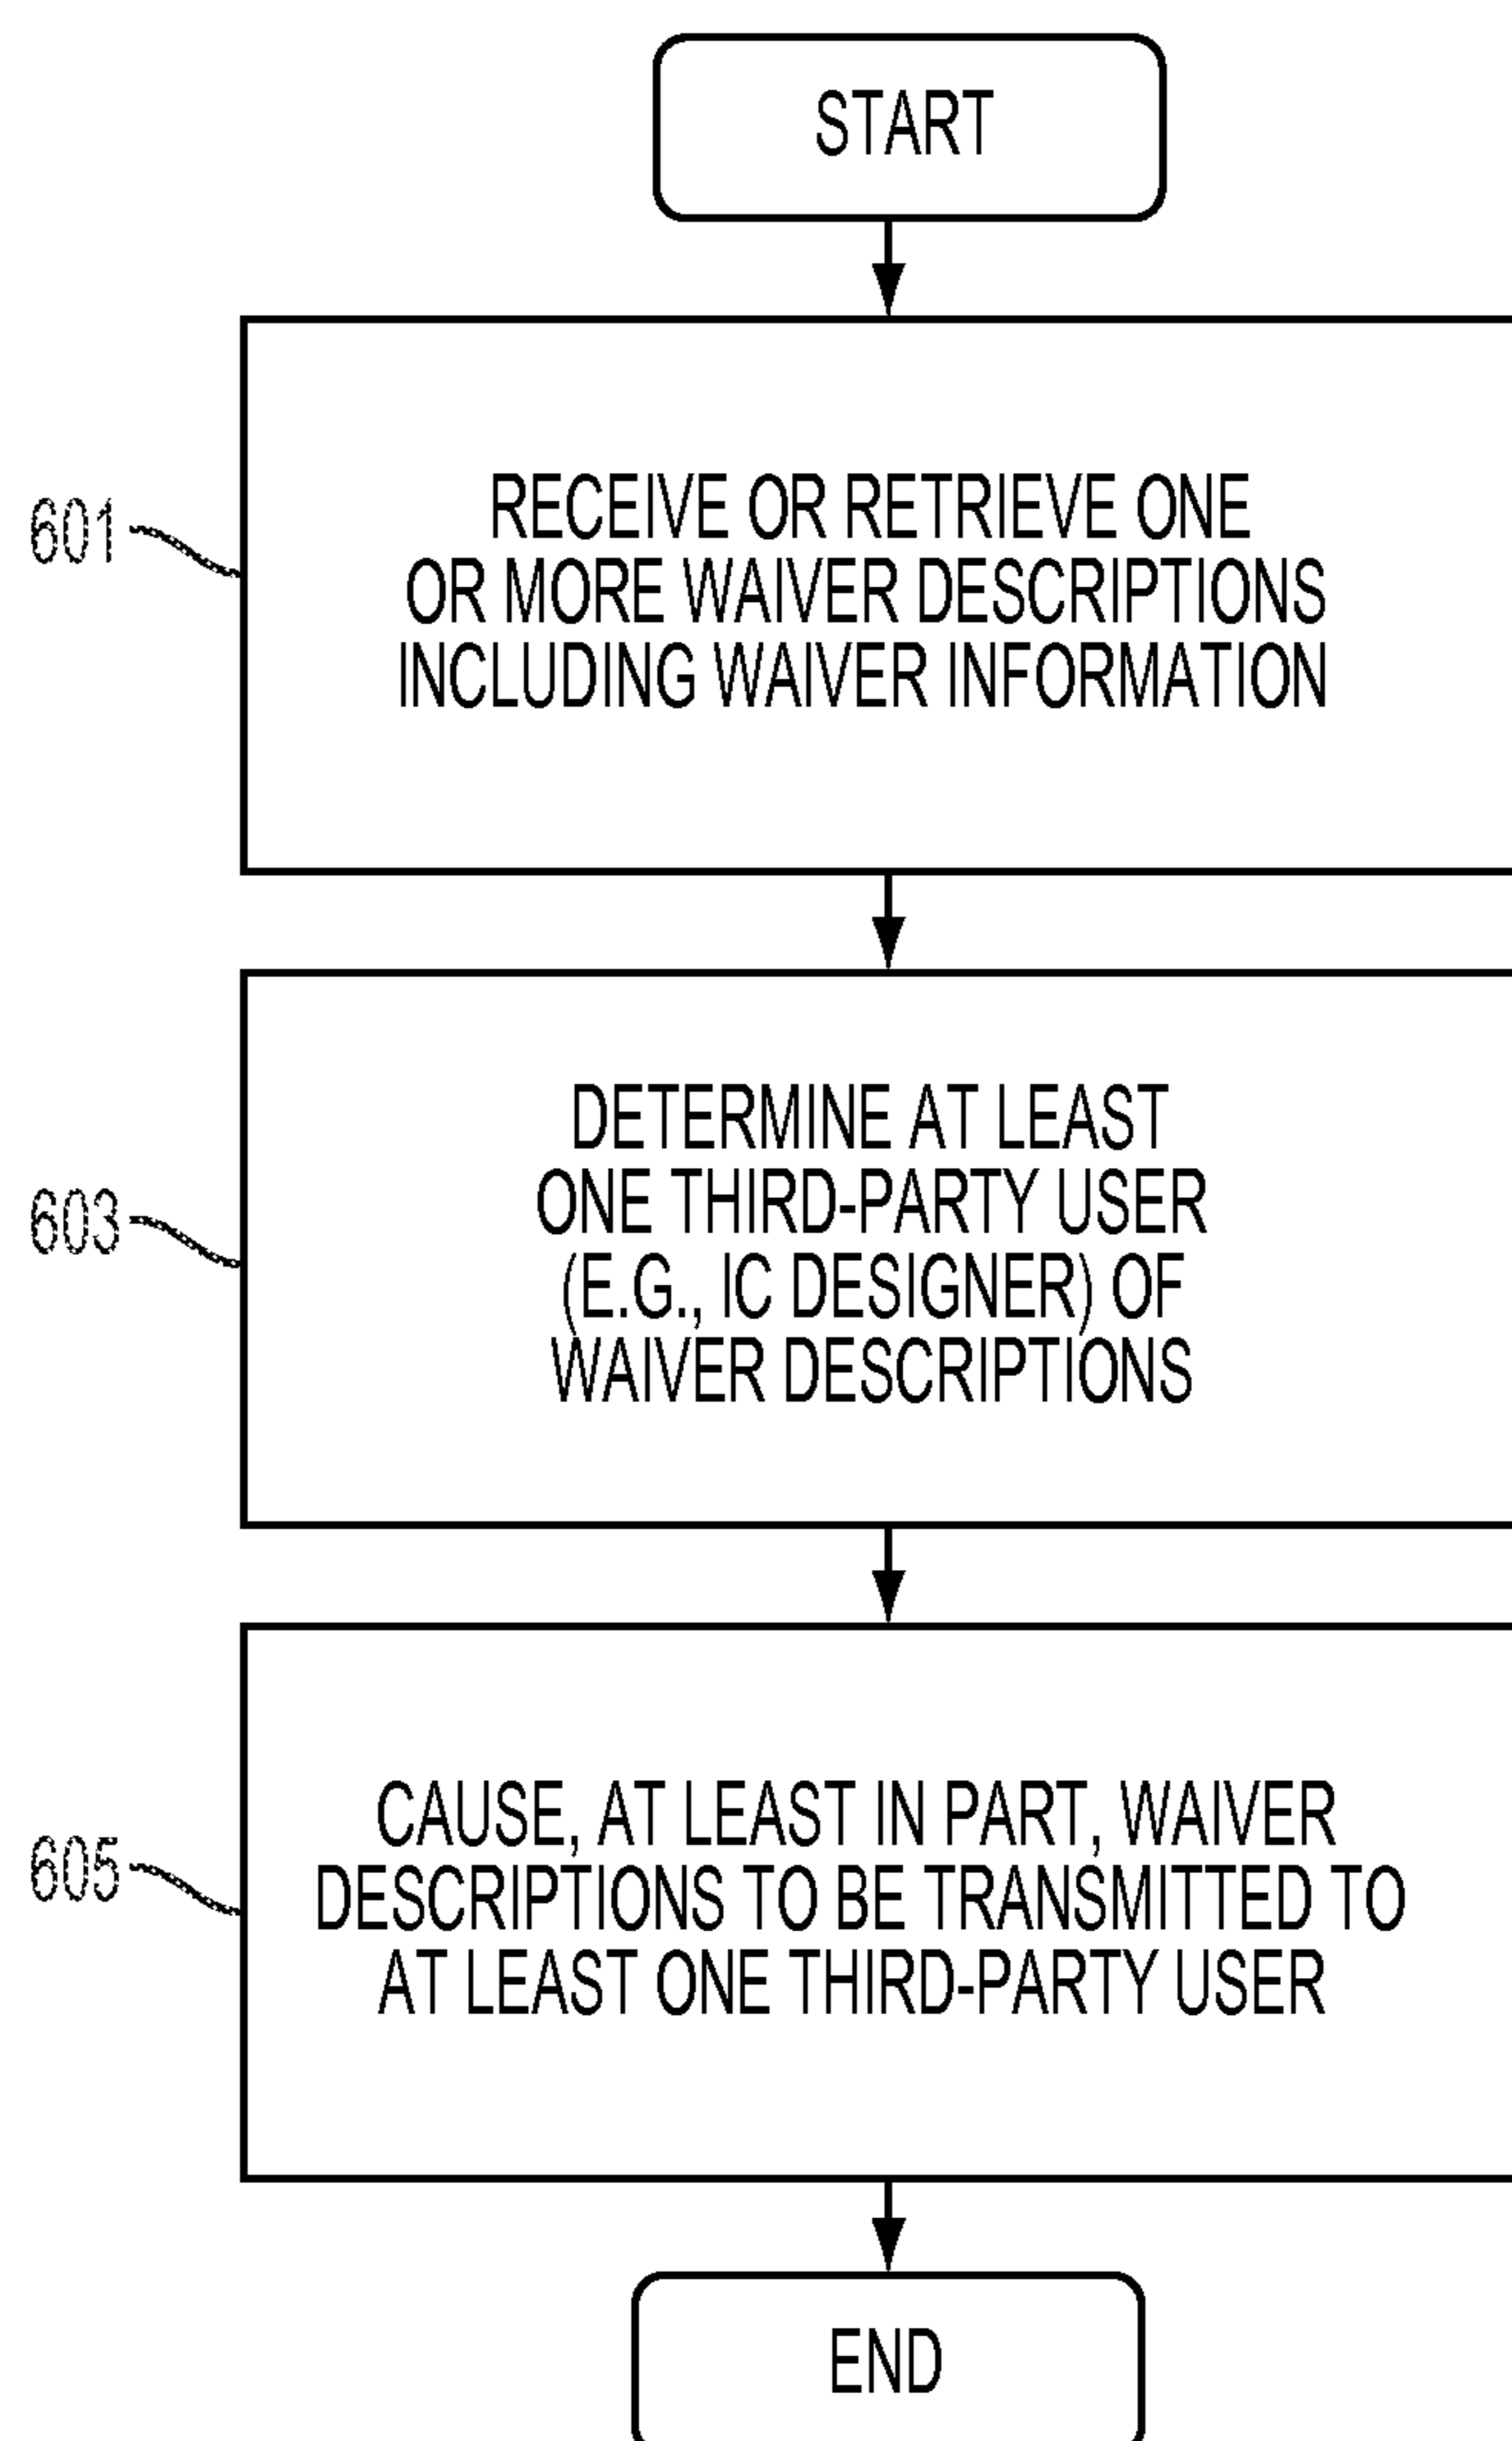 START
601
RECEIVE OR RETRIEVE ONE
OR MORE WAIVER DESCRIPTIONS
INCLUDING WAIVER INFORMATION
603
DETERMINE AT LEAST
ONE THIRD-PARTY USER
(E.G., IC DESIGNER) OF
WAIVER DESCRIPTIONS
605
CAUSE, AT LEAST IN PART, WAIVER
DESCRIPTIONS TO BE TRANSMITTED TO
AT LEAST ONE THIRD-PARTY USER
END